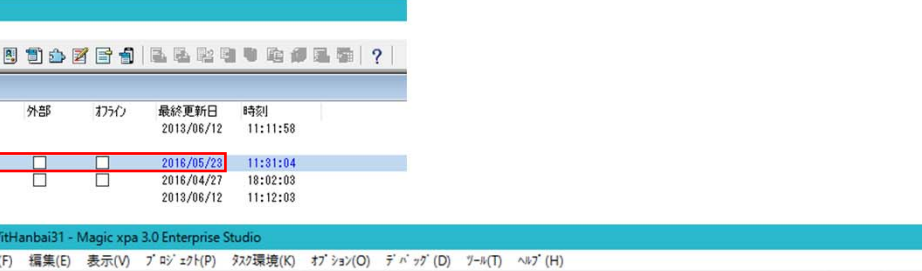 ?
外部 オフライン 最終更新日 時刻
2013/06/12 11:11:58
2016/05/23 11:31:04
2016/04/27 18:02:03
2013/06/12 11:12:03
itHanbai31 - Magic xpa 3.0 Enterprise Studio
(F) 編集(E) 表示(V) プロジェクト(P) タスク環境(K) オプション(O) デバッグ(D) ツール(T) ヘルプ(H)